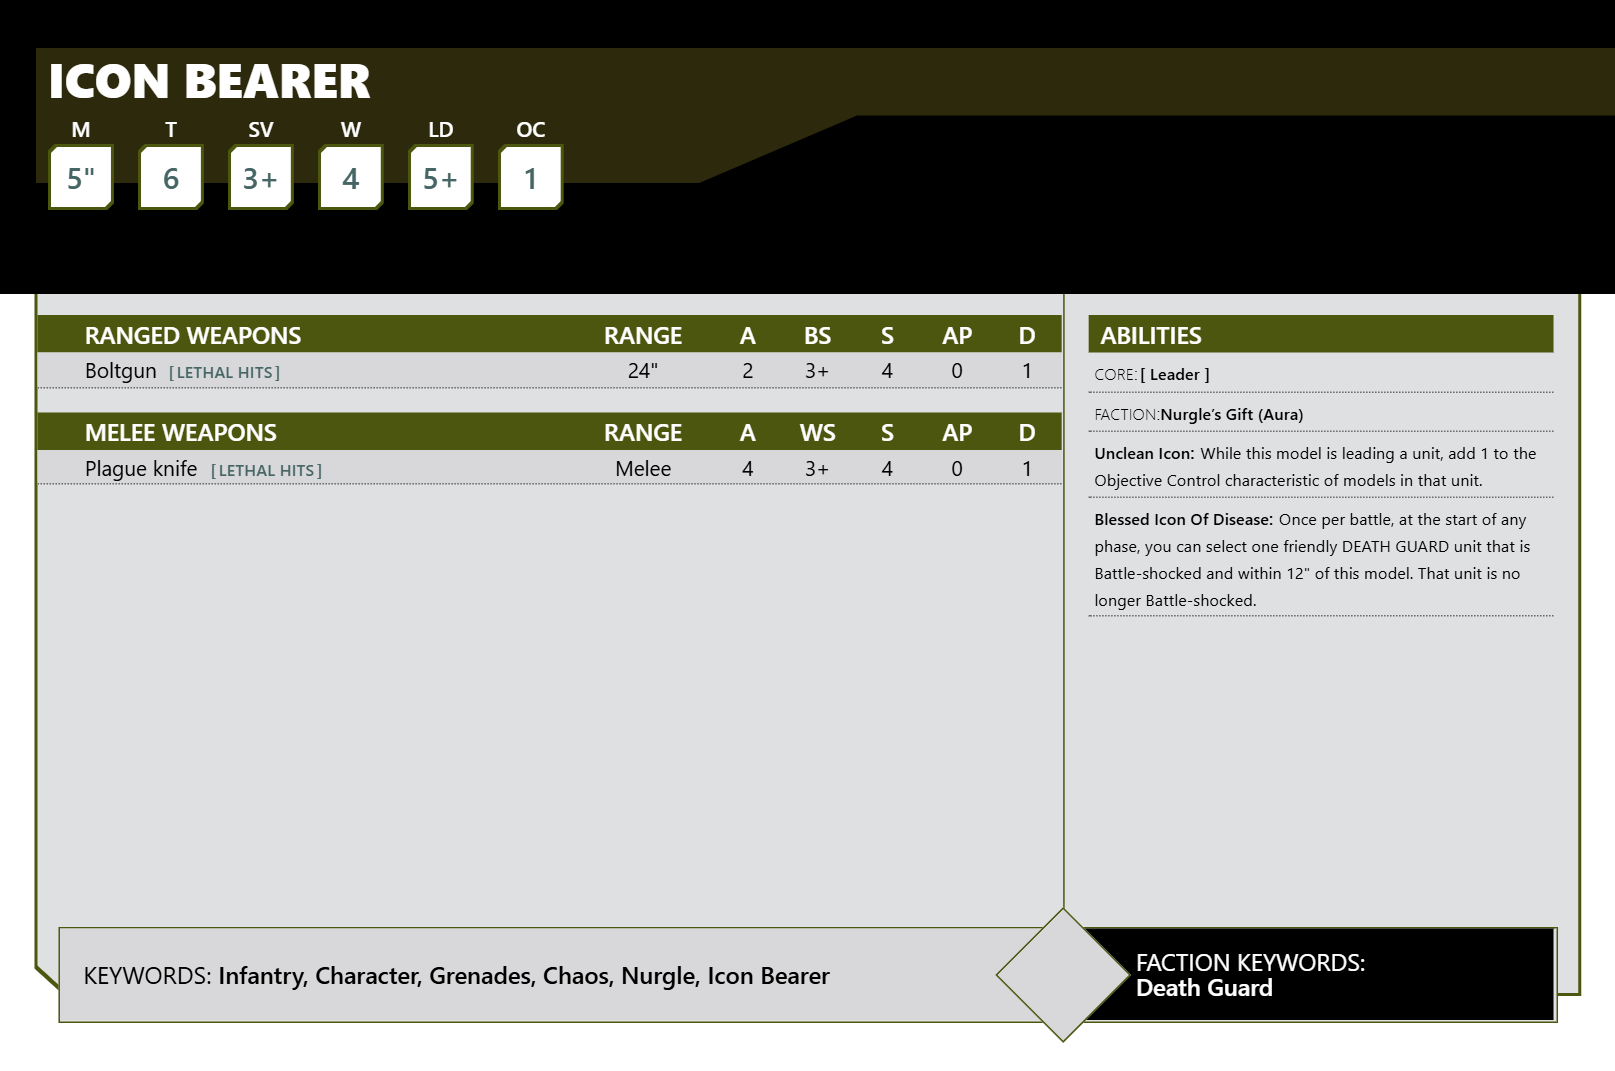 ICON BEARER
M T SV W LD OC
5" 6 3+ 4 5+ 1
RANGED WEAPONS RANGE A BS S AP D
Boltgun [LETHAL HITS] 24" 2 3+ 4 0 1
MELEE WEAPONS RANGE A WS S AP D
Plague knife [LETHAL HITS] Melee 4 3+ 4 0 1
ABILITIES
CORE: [ Leader ]
FACTION: Nurgle’s Gift (Aura)
Unclean Icon: While this model is leading a unit, add 1 to the
Objective Control characteristic of models in that unit.
Blessed Icon Of Disease: Once per battle, at the start of any
phase, you can select one friendly DEATH GUARD unit that is
Battle-shocked and within 12" of this model. That unit is no
longer Battle-shocked.
KEYWORDS: Infantry, Character, Grenades, Chaos, Nurgle, Icon Bearer
FACTION KEYWORDS:
Death Guard